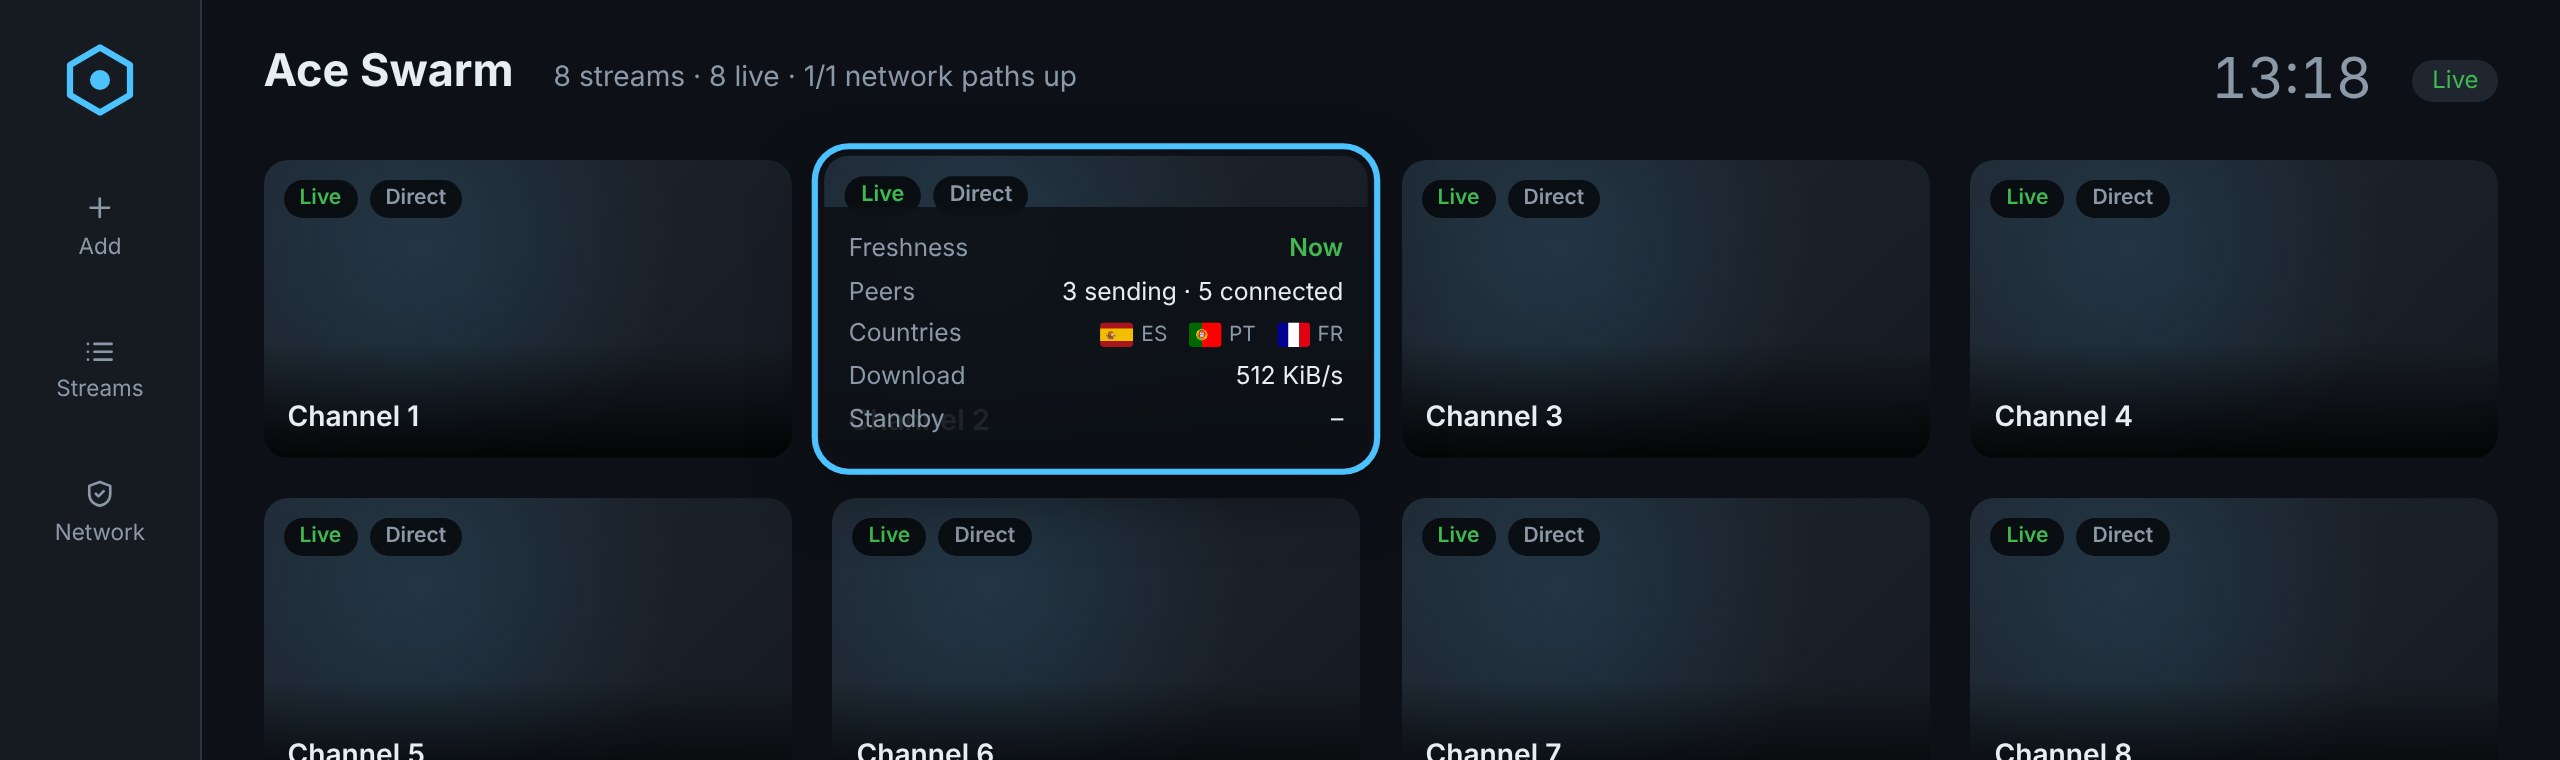 Ace Swarm
8 streams · 8 live · 1/1 network paths up
13:18
Live
Add
Streams
Network
Live Direct
Channel 1
Live Direct
Freshness Now
Peers 3 sending · 5 connected
Countries ES PT FR
Download 512 KiB/s
Standby –
Channel 2
Live Direct
Channel 3
Live Direct
Channel 4
Live Direct
Channel 5
Live Direct
Channel 6
Live Direct
Channel 7
Live Direct
Channel 8